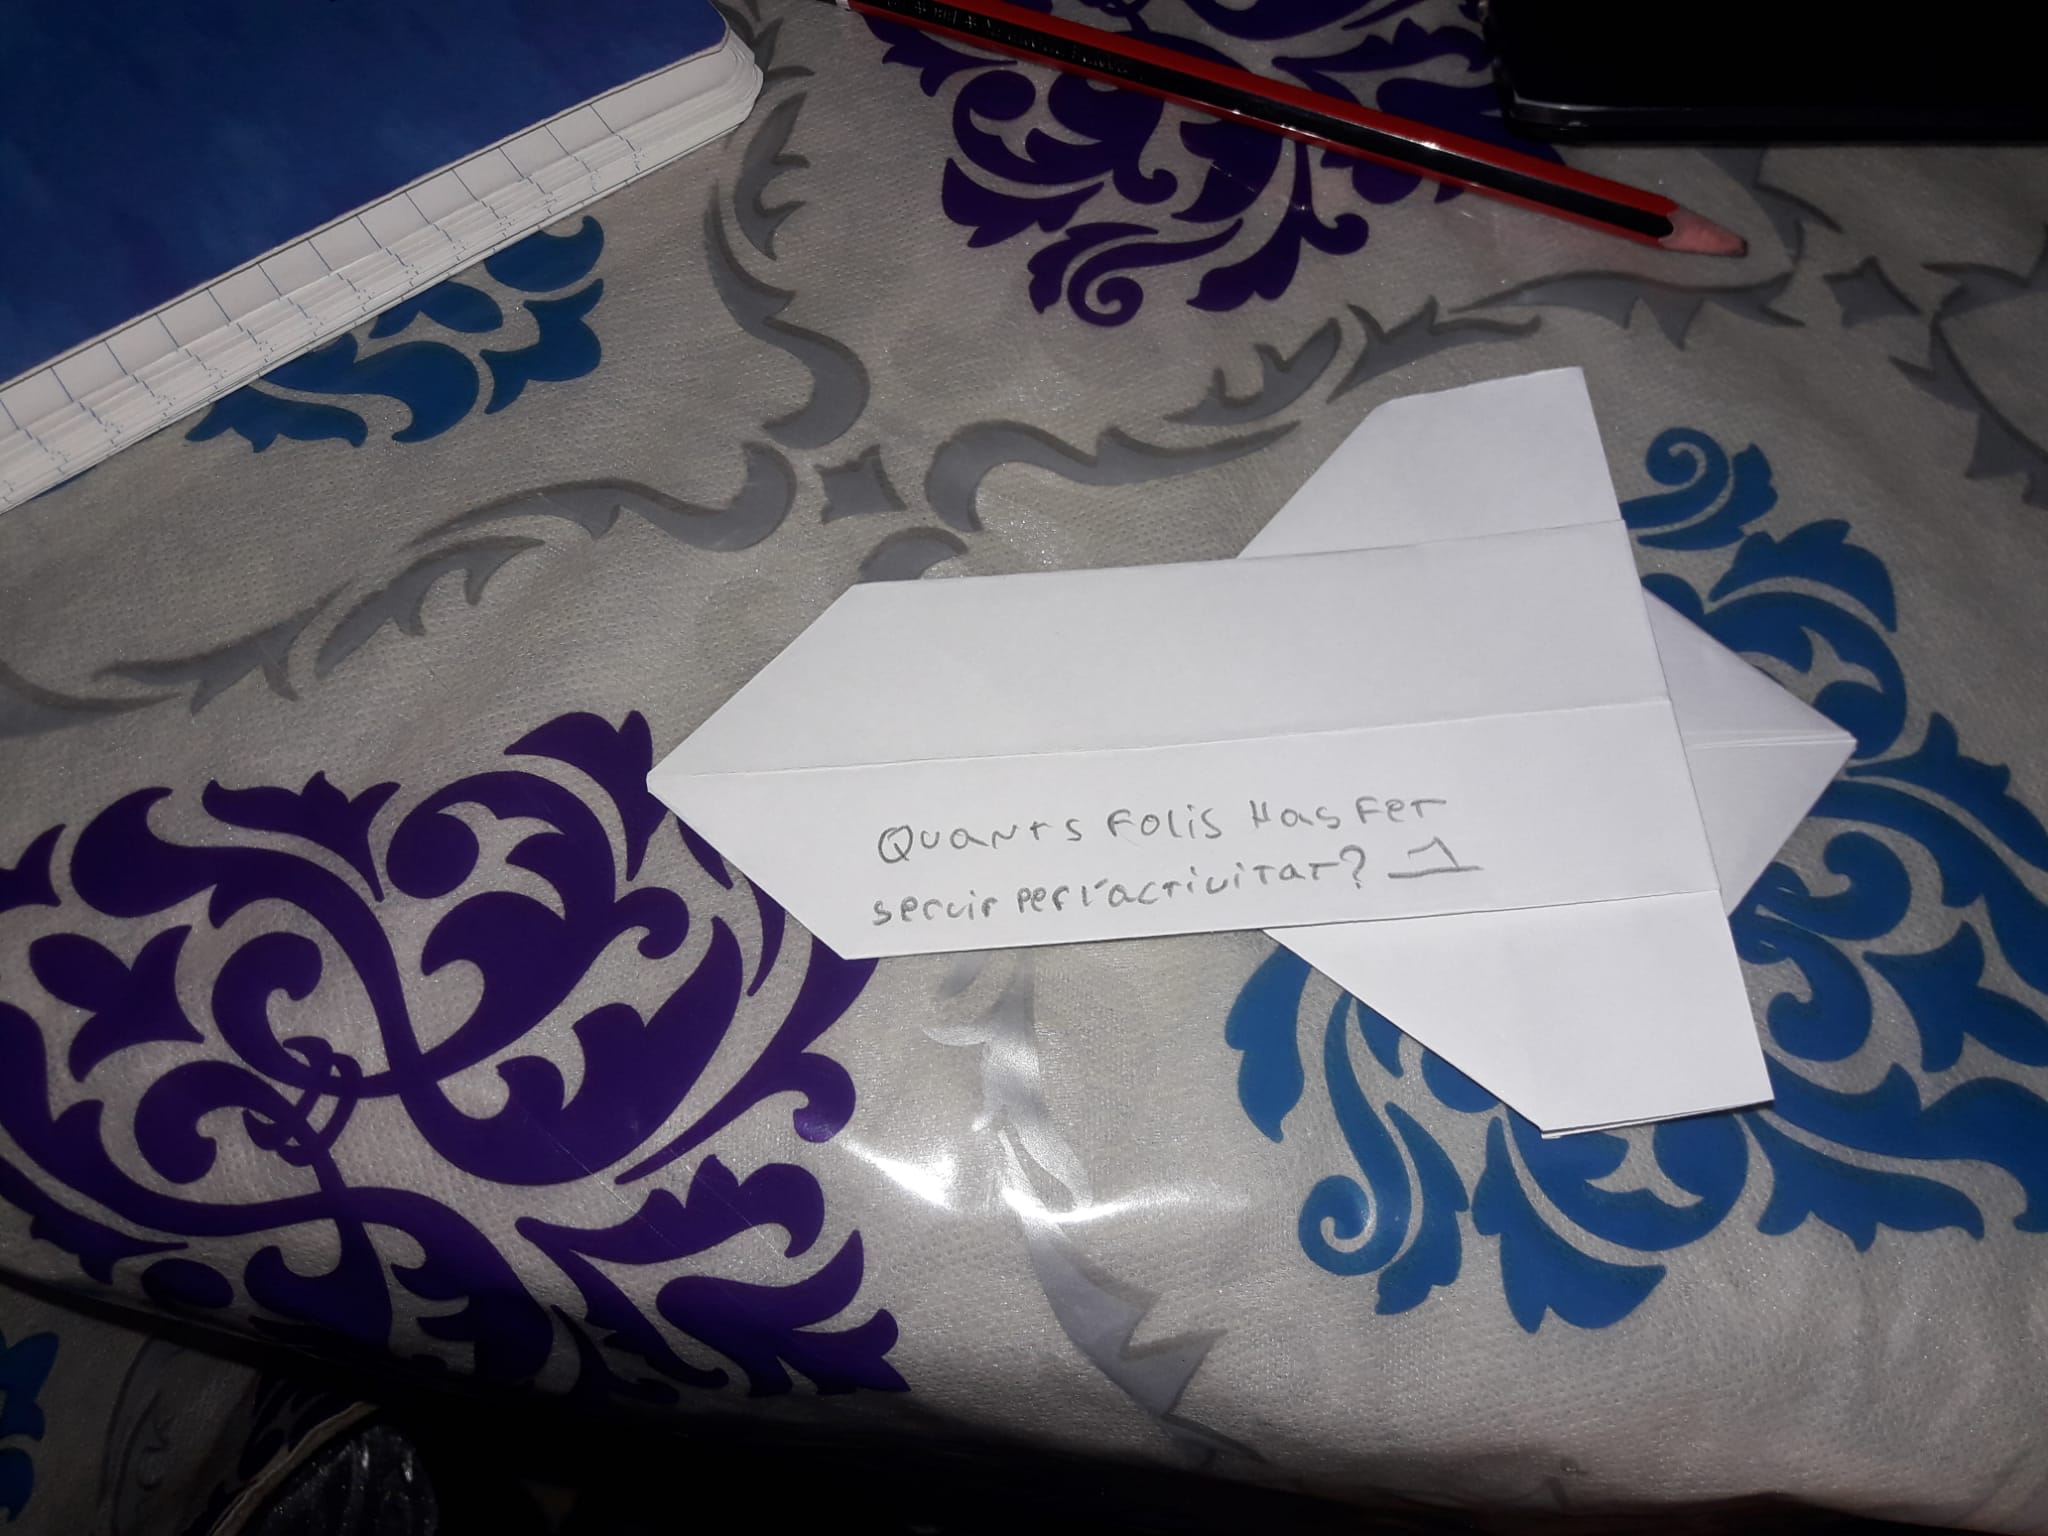 Quants Folis Has Fet
servir per l'activitat? 1